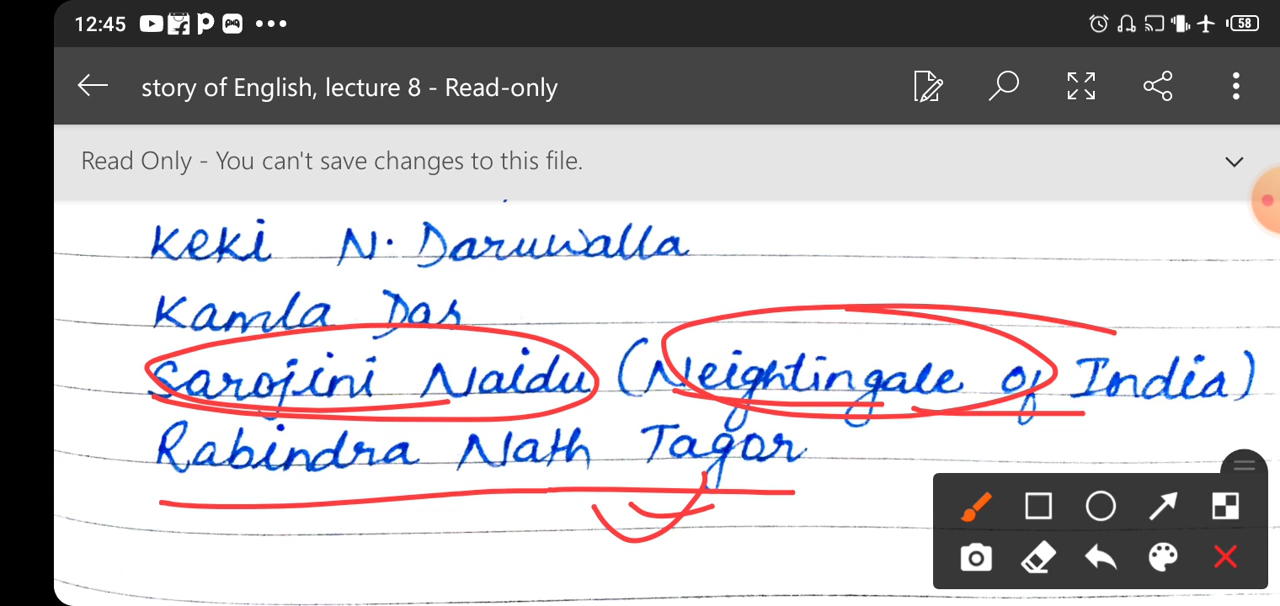 12:45
58
story of English, lecture 8 - Read-only
Read Only - You can't save changes to this file.
Keki N. Daruwalla
Kamla Das
Sarojini Naidu (Neightingale of India)
Rabindra Nath Tagor